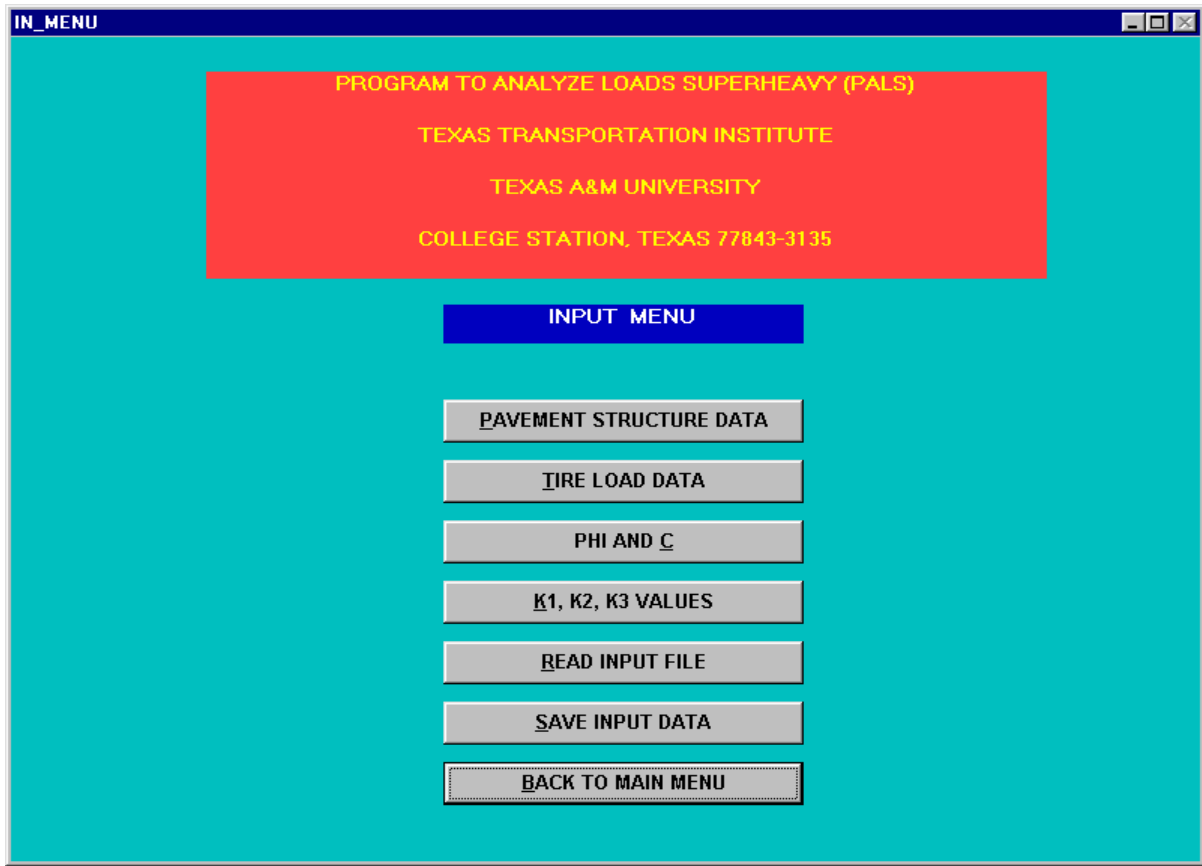 IN_MENU
PROGRAM TO ANALYZE LOADS SUPERHEAVY (PALS)
TEXAS TRANSPORTATION INSTITUTE
TEXAS A&M UNIVERSITY
COLLEGE STATION, TEXAS 77843-3135
INPUT MENU
PAVEMENT STRUCTURE DATA
TIRE LOAD DATA
PHI AND C
K1, K2, K3 VALUES
READ INPUT FILE
SAVE INPUT DATA
BACK TO MAIN MENU